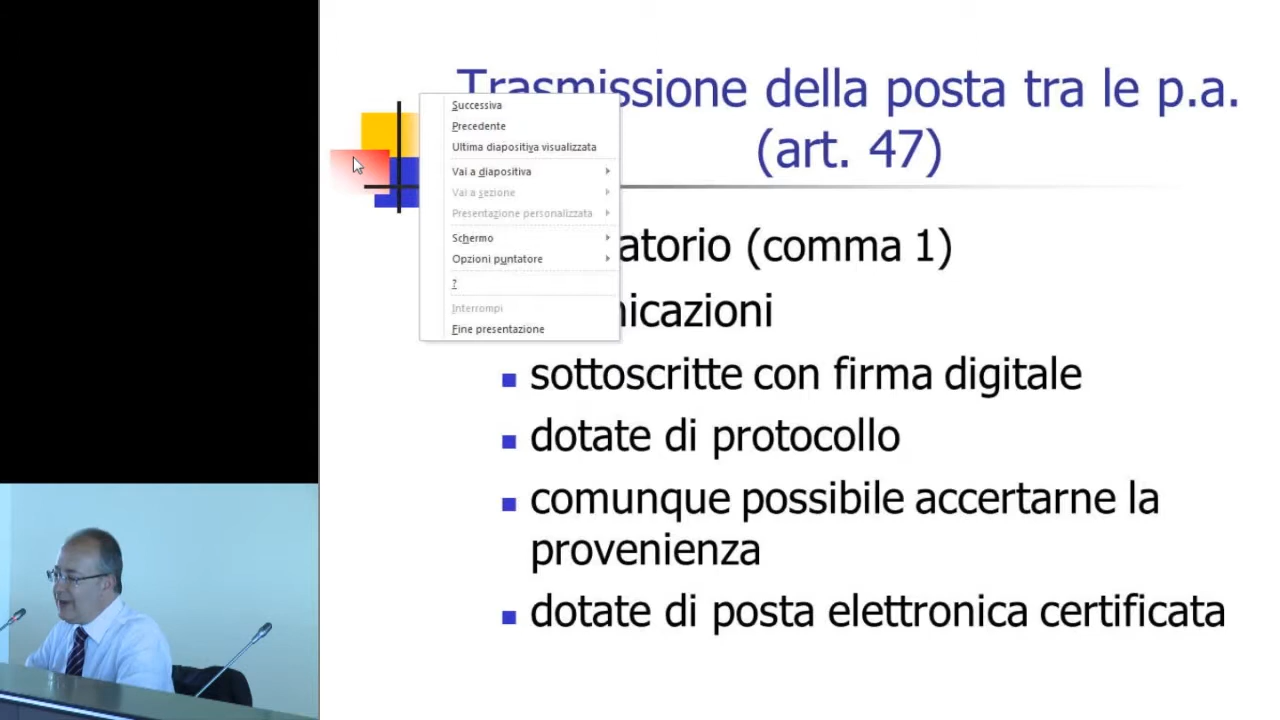 Trasmissione della posta tra le p.a.
(art. 47)
Successiva
Precedente
Ultima diapositiva visualizzata
Vai a diapositiva
Vai a sezione
Presentazione personalizzata
Schermo
Opzioni puntatore
?
Interrompi
Fine presentazione
(comma 1)
sottoscritte con firma digitale
dotate di protocollo
comunque possibile accertarne la
provenienza
dotate di posta elettronica certificata